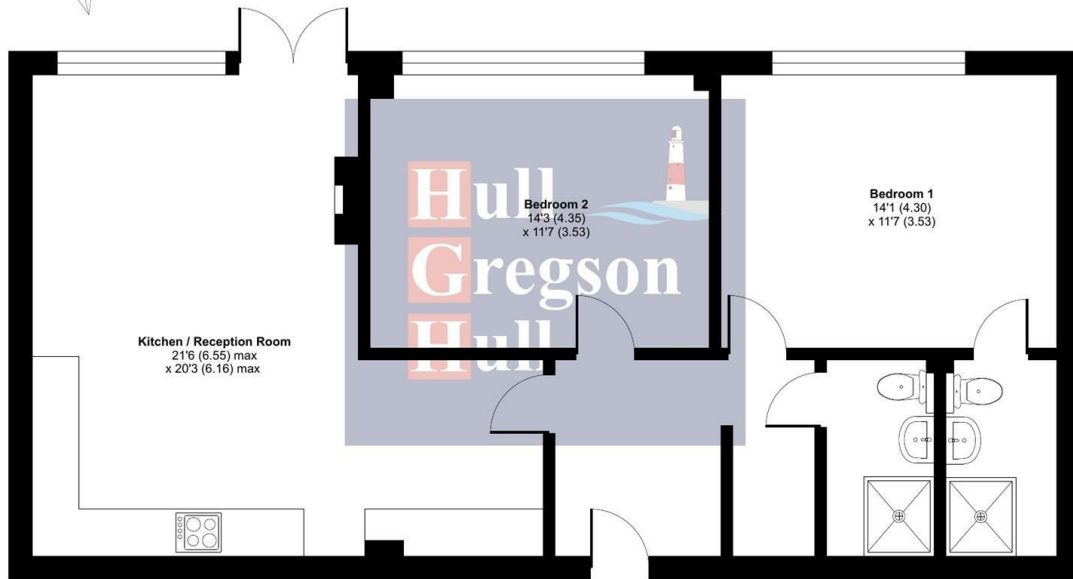 Hull
Gregson
Hull
Bedroom 2
14'3 (4.35)
x 11'7 (3.53)
Bedroom 1
14'1 (4.30)
x 11'7 (3.53)
Kitchen / Reception Room
21'6 (6.55) max
x 20'3 (6.16) max